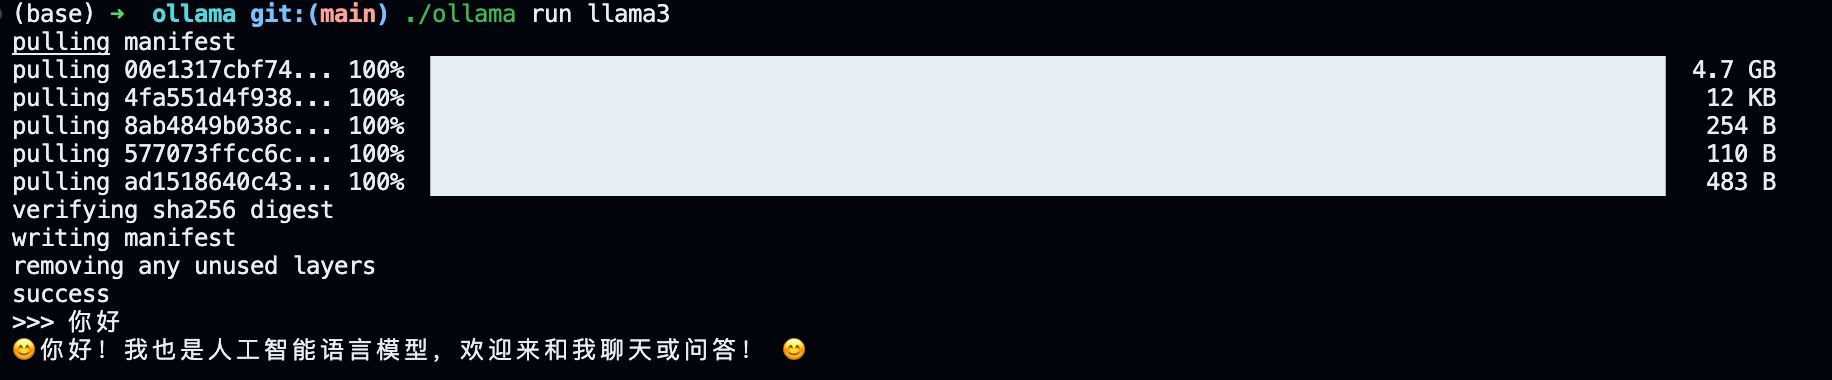 (base) ➜ ollama git:(main) ./ollama run llama3
pulling manifest
pulling 00e1317cbf74... 100% 4.7 GB
pulling 4fa551d4f938... 100% 12 KB
pulling 8ab4849b038c... 100% 254 B
pulling 577073ffcc6c... 100% 110 B
pulling ad1518640c43... 100% 483 B
verifying sha256 digest
writing manifest
removing any unused layers
success
>>> 你好
😊你好！我也是人工智能语言模型，欢迎来和我聊天或问答！ 😊